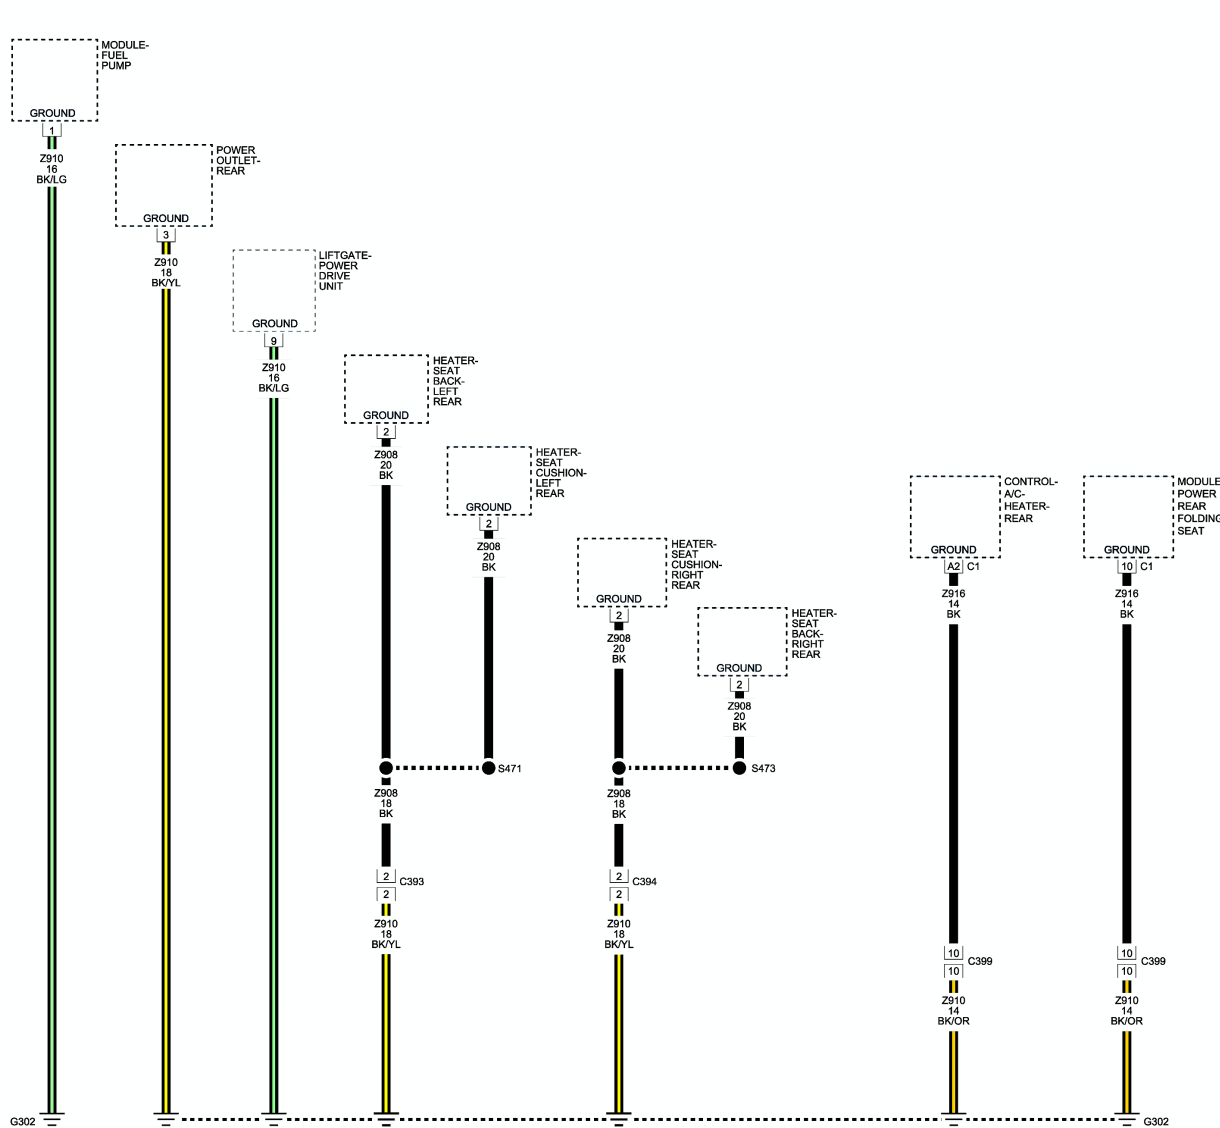 MODULE-
FUEL
PUMP
GROUND
1
Z910
16
BK/LG
POWER
OUTLET-
REAR
GROUND
3
Z910
18
BK/YL
LIFTGATE-
POWER
DRIVE
UNIT
GROUND
9
Z910
16
BK/LG
HEATER-
SEAT
BACK-
LEFT
REAR
GROUND
2
Z908
20
BK
HEATER-
SEAT
CUSHION-
LEFT
REAR
GROUND
2
Z908
20
BK
S471
Z908
18
BK
2
C393
2
Z910
18
BK/YL
HEATER-
SEAT
CUSHION-
RIGHT
REAR
GROUND
2
Z908
20
BK
HEATER-
SEAT
BACK-
RIGHT
REAR
GROUND
2
Z908
20
BK
S473
Z908
18
BK
2
C394
2
Z910
18
BK/YL
CONTROL-
A/C-
HEATER-
REAR
GROUND
A2 C1
Z916
14
BK
10
C399
10
Z910
14
BK/OR
MODULE
POWER
REAR
FOLDING
SEAT
GROUND
10 C1
Z916
14
BK
10
C399
10
Z910
14
BK/OR
G302
G302